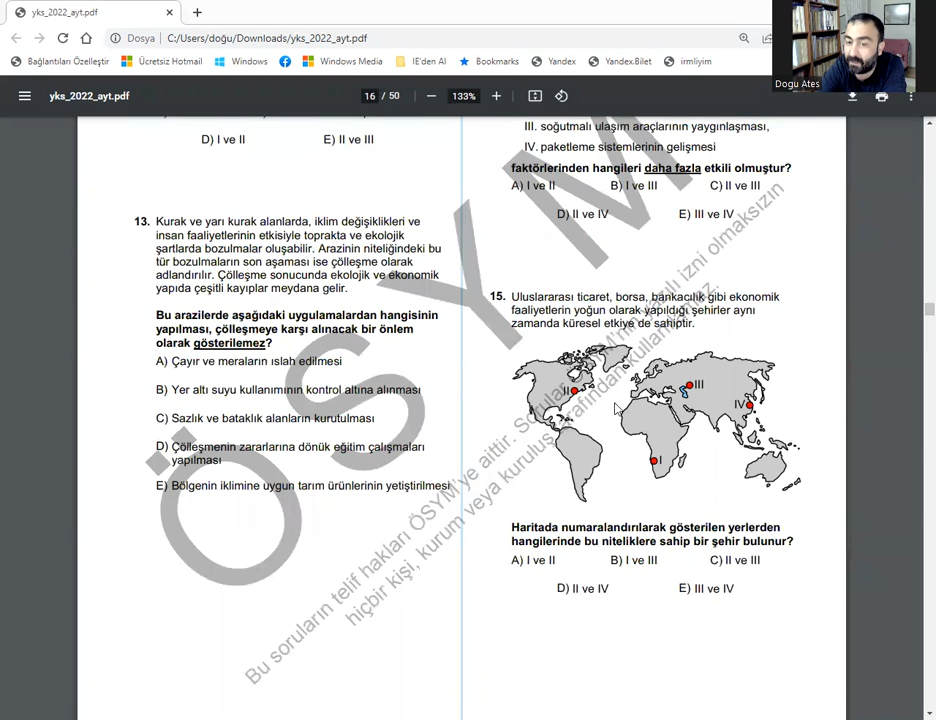 yks_2022_ayt.pdf
Dosya | C:/Users/doğu/Downloads/yks_2022_ayt.pdf
Bağlantıları Özelleştir
Ücretsiz Hotmail
Windows
Windows Media
IE'den Al
Bookmarks
Yandex
Yandex.Bilet
irmliyim
Dogu Ates
yks_2022_ayt.pdf
16 / 50
133%
D) I ve II E) II ve III
13. Kurak ve yarı kurak alanlarda, iklim değişiklikleri ve
insan faaliyetlerinin etkisiyle toprakta ve ekolojik
şartlarda bozulmalar oluşabilir. Arazinin niteliğindeki bu
tür bozulmaların son aşaması ise çölleşme olarak
adlandırılır. Çölleşme sonucunda ekolojik ve ekonomik
yapıda çeşitli kayıplar meydana gelir.
Bu arazilerde aşağıdaki uygulamalardan hangisinin
yapılması, çölleşmeye karşı alınacak bir önlem
olarak gösterilemez?
A) Çayır ve meraların ıslah edilmesi
B) Yer altı suyu kullanımının kontrol altına alınması
C) Sazlık ve bataklık alanların kurutulması
D) Çölleşmenin zararlarına dönük eğitim çalışmaları
yapılması
E) Bölgenin iklimine uygun tarım ürünlerinin yetiştirilmesi
III. soğutmalı ulaşım araçlarının yaygınlaşması,
IV. paketleme sistemlerinin gelişmesi
faktörlerinden hangileri daha fazla etkili olmuştur?
A) I ve II B) I ve III C) II ve III
D) II ve IV E) III ve IV
15. Uluslararası ticaret, borsa, bankacılık gibi ekonomik
faaliyetlerin yoğun olarak yapıldığı şehirler aynı
zamanda küresel etkiye de sahiptir.
II
III
IV
I
Haritada numaralandırılarak gösterilen yerlerden
hangilerinde bu niteliklere sahip bir şehir bulunur?
A) I ve II B) I ve III C) II ve III
D) II ve IV E) III ve IV
ÖSYM
Bu soruların telif hakları ÖSYM'ye aittir. Sorular ÖSYM'nin yazılı izni olmaksızın
hiçbir kişi, kurum veya kuruluş tarafından kullanılamaz.